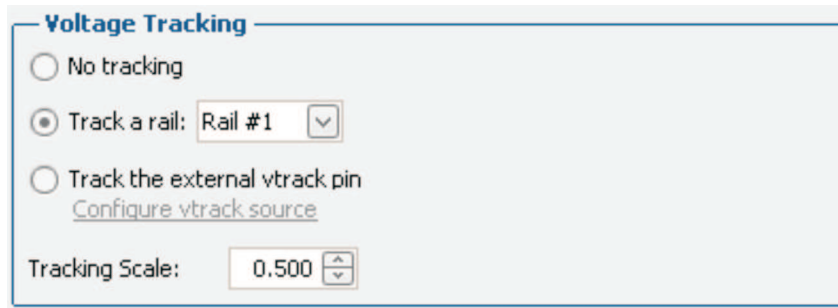 Voltage Tracking
No tracking
Track a rail: Rail #1
Track the external vtrack pin
Configure vtrack source
Tracking Scale: 0.500